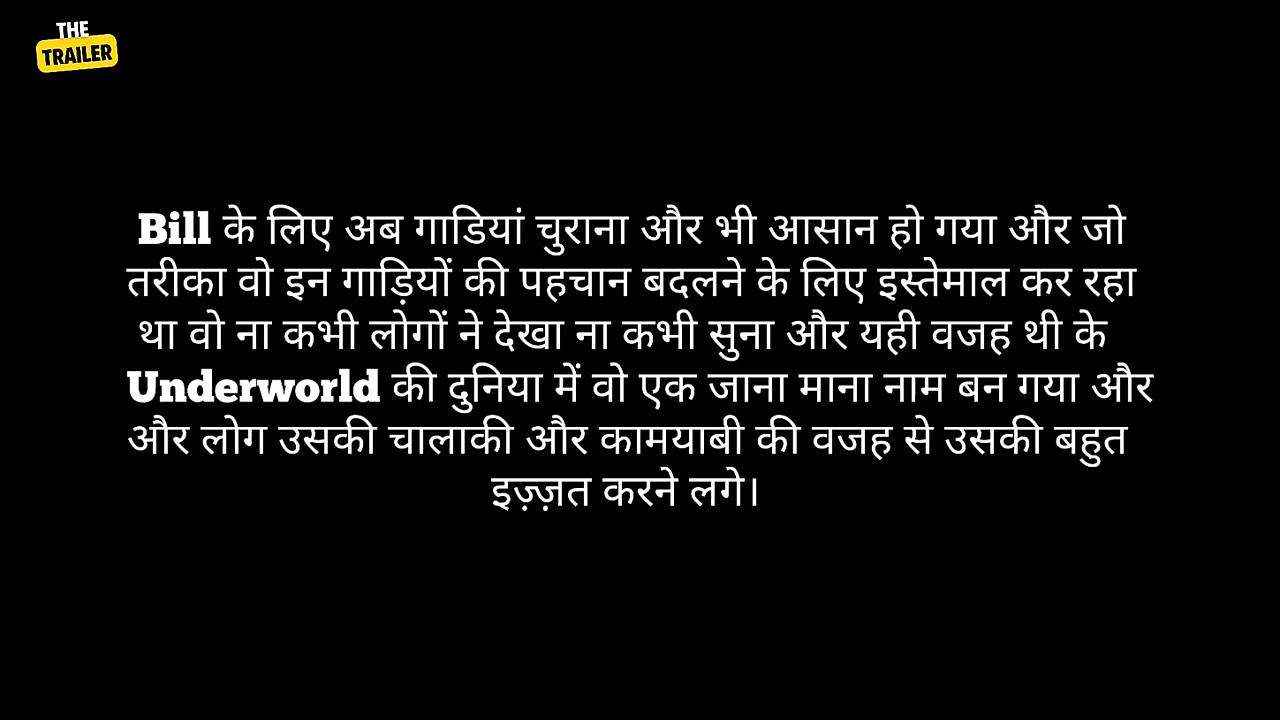 THE
TRAILER
Bill के लिए अब गाडियां चुराना और भी आसान हो गया और जो
तरीका वो इन गाड़ियों की पहचान बदलने के लिए इस्तेमाल कर रहा
था वो ना कभी लोगों ने देखा ना कभी सुना और यही वजह थी के
Underworld की दुनिया में वो एक जाना माना नाम बन गया और
और लोग उसकी चालाकी और कामयाबी की वजह से उसकी बहुत
इज़्ज़त करने लगे।